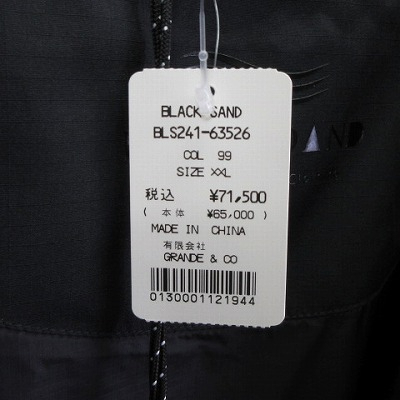 BLACK SAND
BLS241-63526
COL 99
SIZE XXL
税込 ¥71,500
( 本体 ¥65,000 )
MADE IN CHINA
有限会社
GRANDE & CO
0130001121944
AND